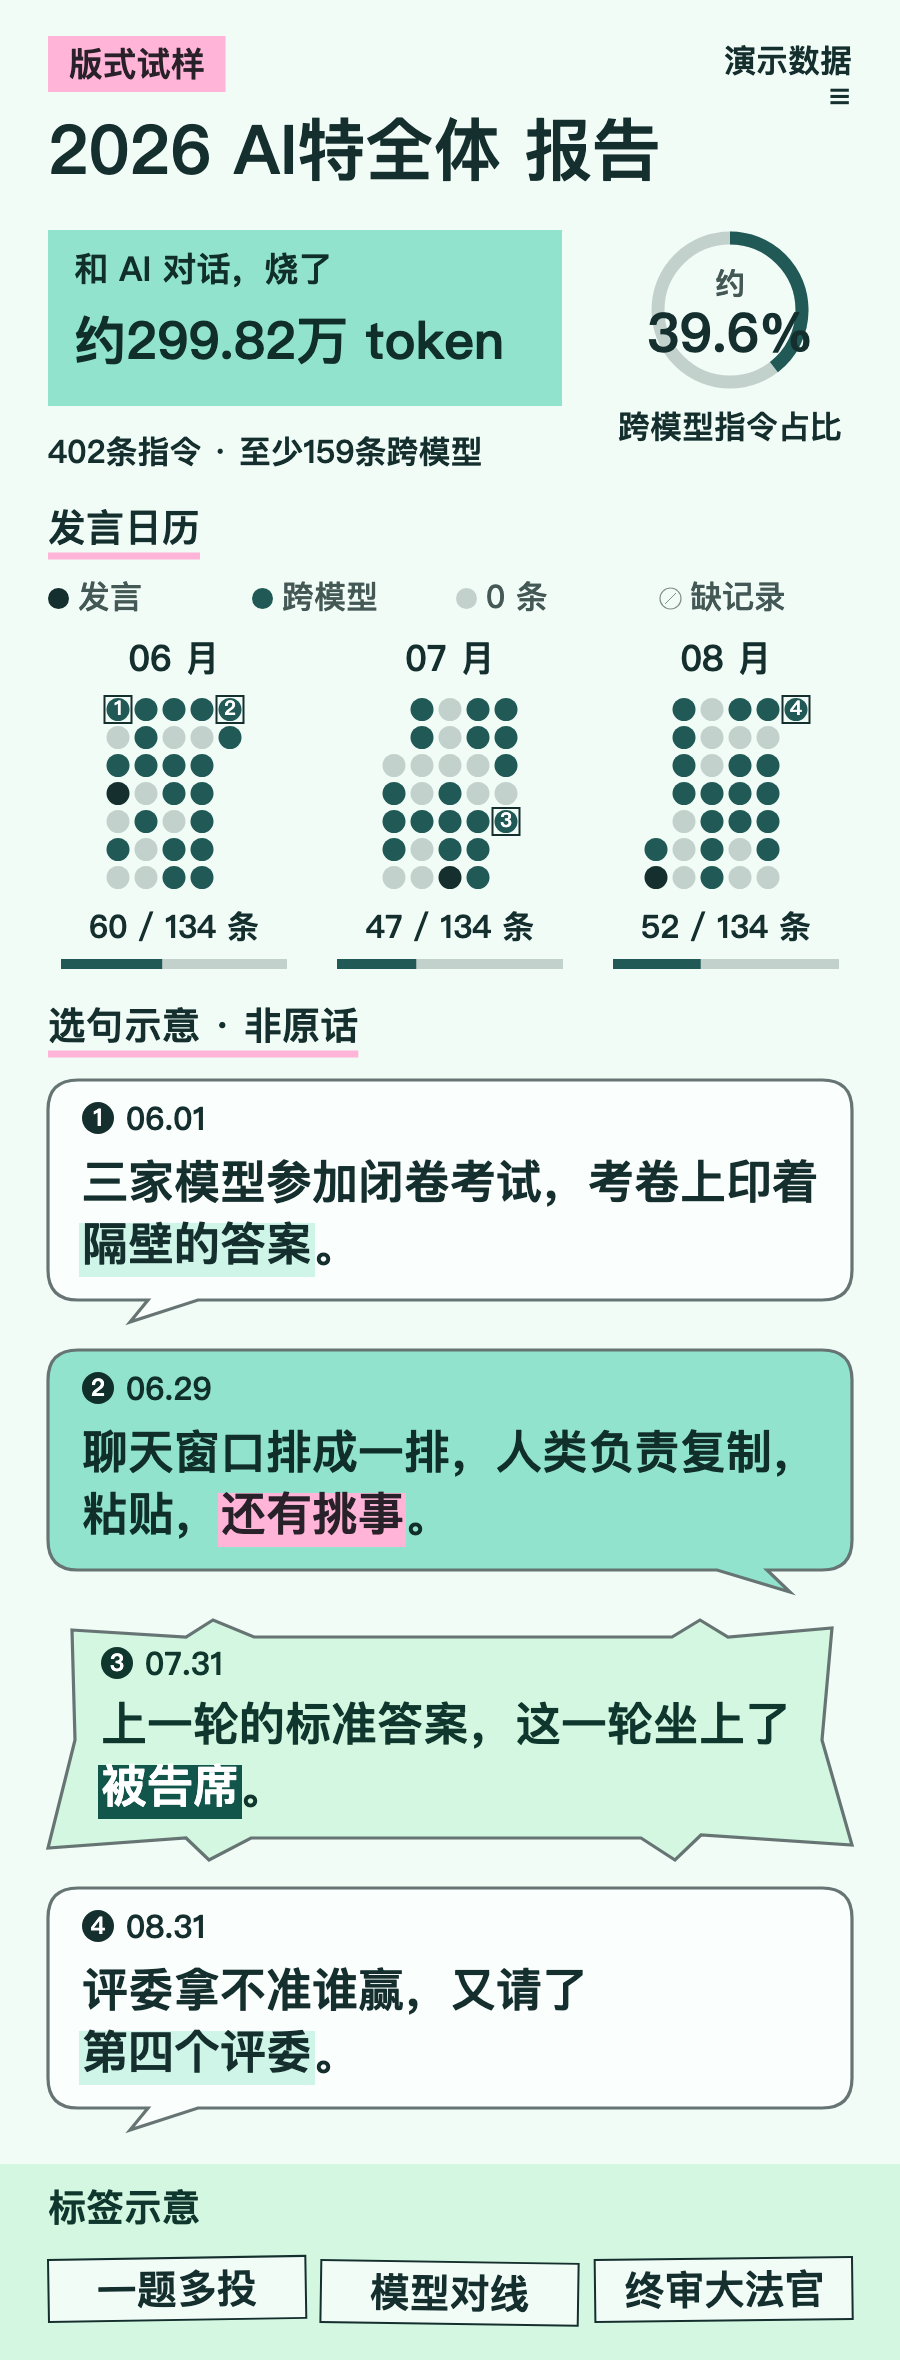 版式试样
演示数据
2026 AI特全体 报告
和 AI 对话，烧了
约299.82万 token
约
39.6%
跨模型指令占比
402条指令 · 至少159条跨模型
发言日历
发言 跨模型 0 条 缺记录
06 月 07 月 08 月
1 2 4
3
60 / 134 条 47 / 134 条 52 / 134 条
选句示意 · 非原话
1 06.01
三家模型参加闭卷考试，考卷上印着
隔壁的答案。
2 06.29
聊天窗口排成一排，人类负责复制，
粘贴，还有挑事。
3 07.31
上一轮的标准答案，这一轮坐上了
被告席。
4 08.31
评委拿不准谁赢，又请了
第四个评委。
标签示意
一题多投 模型对线 终审大法官